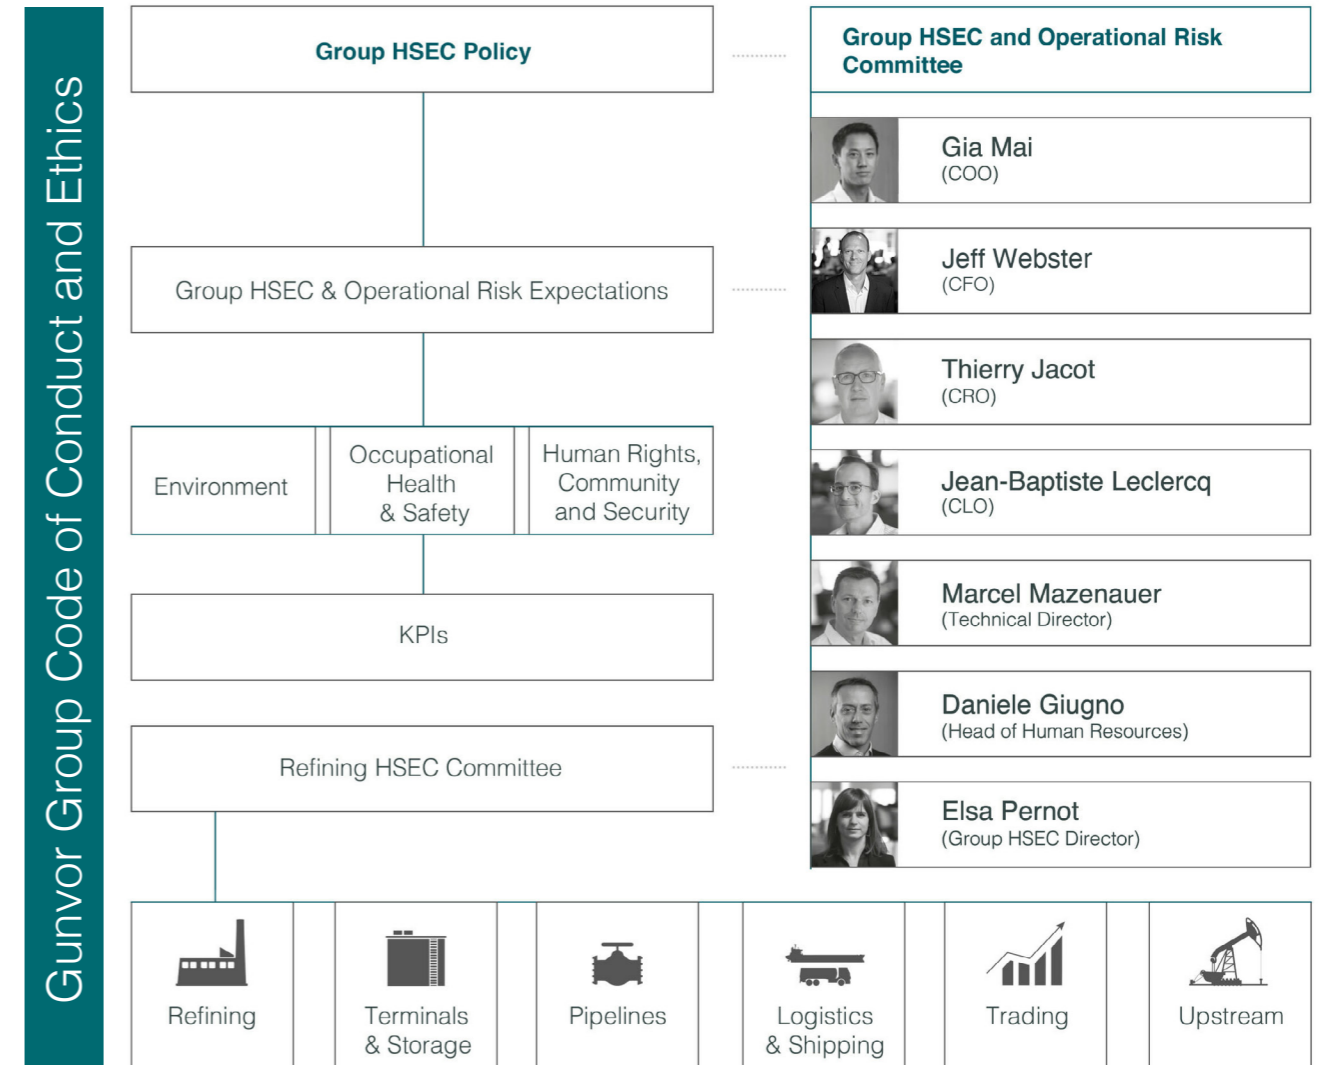 Gunvor Group Code of Conduct and Ethics
Group HSEC Policy
Group HSEC & Operational Risk Expectations
Environment
Occupational
Health
& Safety
Human Rights,
Community
and Security
KPIs
Refining HSEC Committee
Group HSEC and Operational Risk
Committee
Gia Mai
(COO)
Jeff Webster
(CFO)
Thierry Jacot
(CRO)
Jean-Baptiste Leclercq
(CLO)
Marcel Mazenauer
(Technical Director)
Daniele Giugno
(Head of Human Resources)
Elsa Pernot
(Group HSEC Director)
Refining
Terminals
& Storage
Pipelines
Logistics
& Shipping
Trading
Upstream